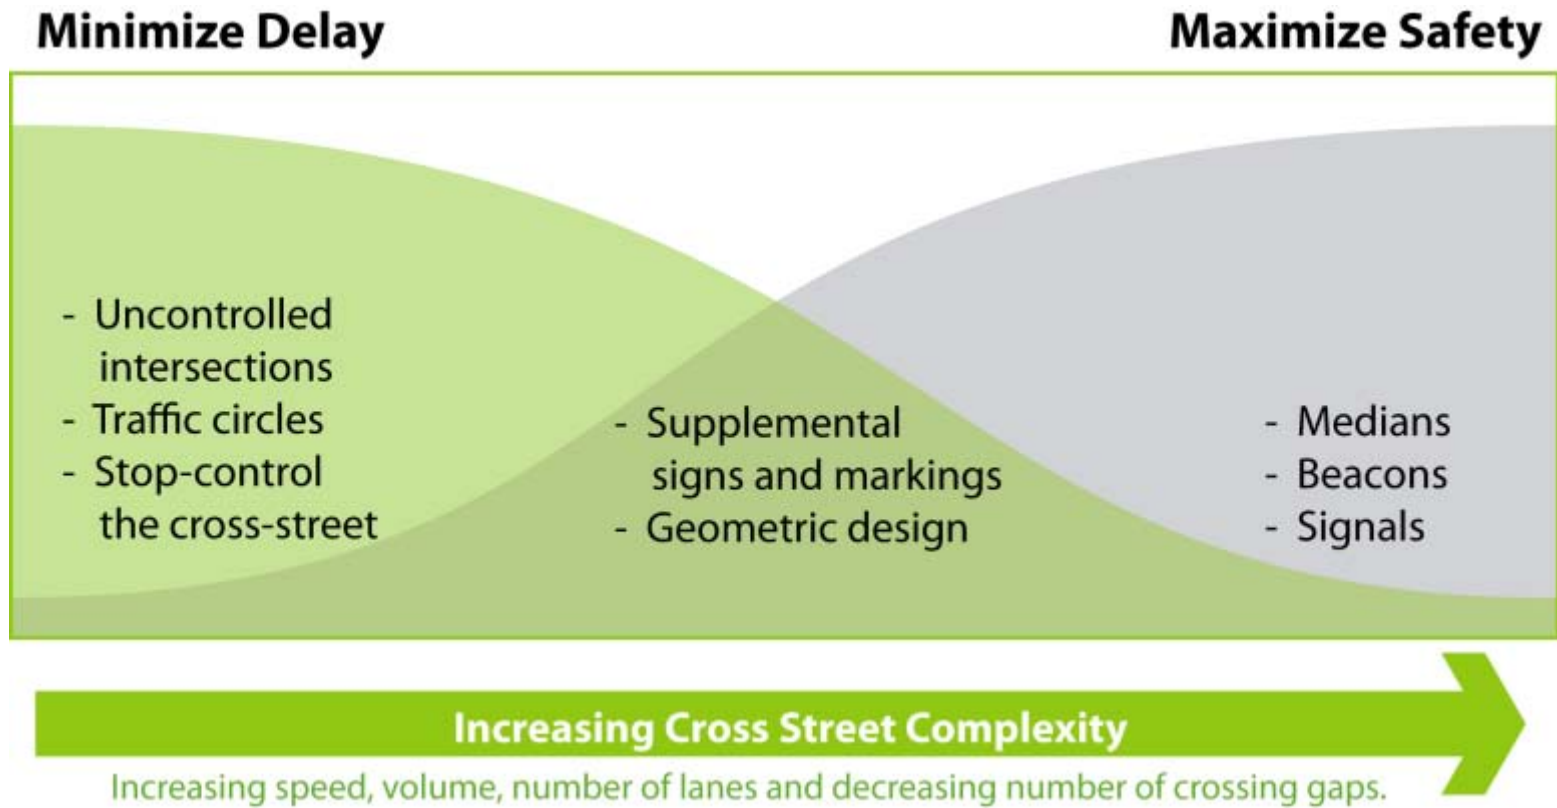 Minimize Delay
Maximize Safety
- Uncontrolled
intersections
- Traffic circles
- Stop-control
the cross-street
- Supplemental
signs and markings
- Geometric design
- Medians
- Beacons
- Signals
Increasing Cross Street Complexity
Increasing speed, volume, number of lanes and decreasing number of crossing gaps.